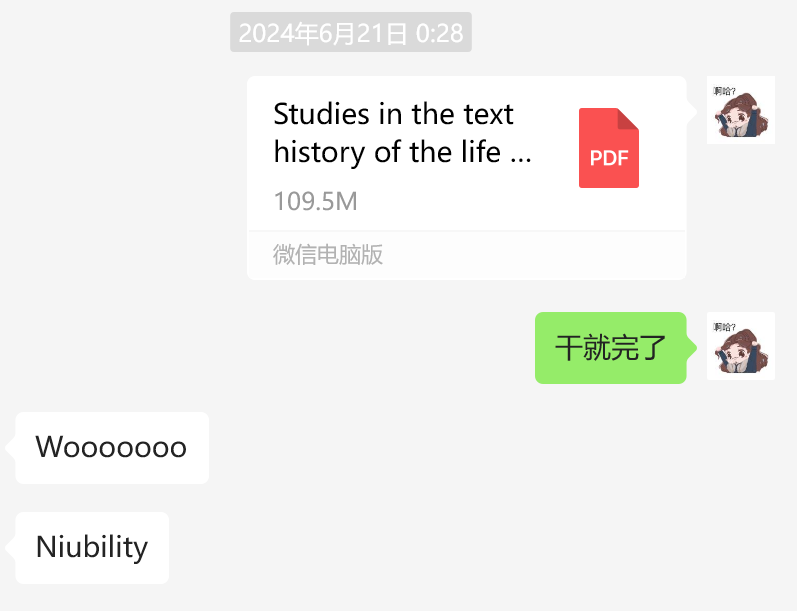 2024年6月21日 0:28
啊哈?
Studies in the text
history of the life ...
PDF
109.5M
微信电脑版
啊哈?
干就完了
Wooooooo
Niubility